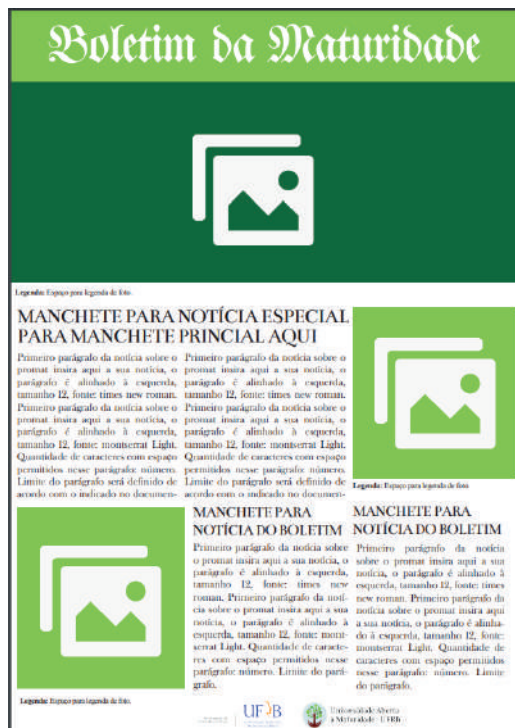 Boletim da Maturidade
Legenda: Espaço para legenda de foto.
MANCHETE PARA NOTÍCIA ESPECIAL
PARA MANCHETE PRINCIAL AQUI
Primeiro parágrafo da notícia sobre o
promat insira aqui a sua notícia, o
parágrafo é alinhado à esquerda,
tamanho 12, fonte: times new roman.
Primeiro parágrafo da notícia sobre o
promat insira aqui a sua notícia, o
parágrafo é alinhado à esquerda,
tamanho 12, fonte: montserrat Light.
Quantidade de caracteres com espaço
permitidos nesse parágrafo: número.
Limite do parágrafo será definido de
acordo com o indicado no documen-
Primeiro parágrafo da notícia sobre o
promat insira aqui a sua notícia, o
parágrafo é alinhado à esquerda,
tamanho 12, fonte: times new roman.
Primeiro parágrafo da notícia sobre o
promat insira aqui a sua notícia, o
parágrafo é alinhado à esquerda,
tamanho 12, fonte: montserrat Light.
Quantidade de caracteres com espaço
permitidos nesse parágrafo: número.
Limite do parágrafo será definido de
acordo com o indicado no documen-
Legenda: Espaço para legenda de foto
Legenda: Espaço para legenda de foto.
MANCHETE PARA
NOTÍCIA DO BOLETIM
Primeiro parágrafo da notícia sobre
o promat insira aqui a sua notícia, o
parágrafo é alinhado à esquerda,
tamanho 12, fonte: times new
roman. Primeiro parágrafo da notí-
cia sobre o promat insira aqui a sua
notícia, o parágrafo é alinhado à
esquerda, tamanho 12, fonte: mont-
serrat Light. Quantidade de caracte-
res com espaço permitidos nesse
parágrafo: número. Limite do pará-
grafo.
MANCHETE PARA
NOTÍCIA DO BOLETIM
Primeiro parágrafo da notícia
sobre o promat insira aqui a sua
notícia, o parágrafo é alinhado à
esquerda, tamanho 12, fonte: times
new roman. Primeiro parágrafo da
notícia sobre o promat insira aqui
a sua notícia, o parágrafo é alinha-
do à esquerda, tamanho 12, fonte:
montserrat Light. Quantidade de
caracteres com espaço permitidos
nesse parágrafo: número. Limite
do parágrafo.
UFRB
Universidade Aberta
à Maturidade - UFRB